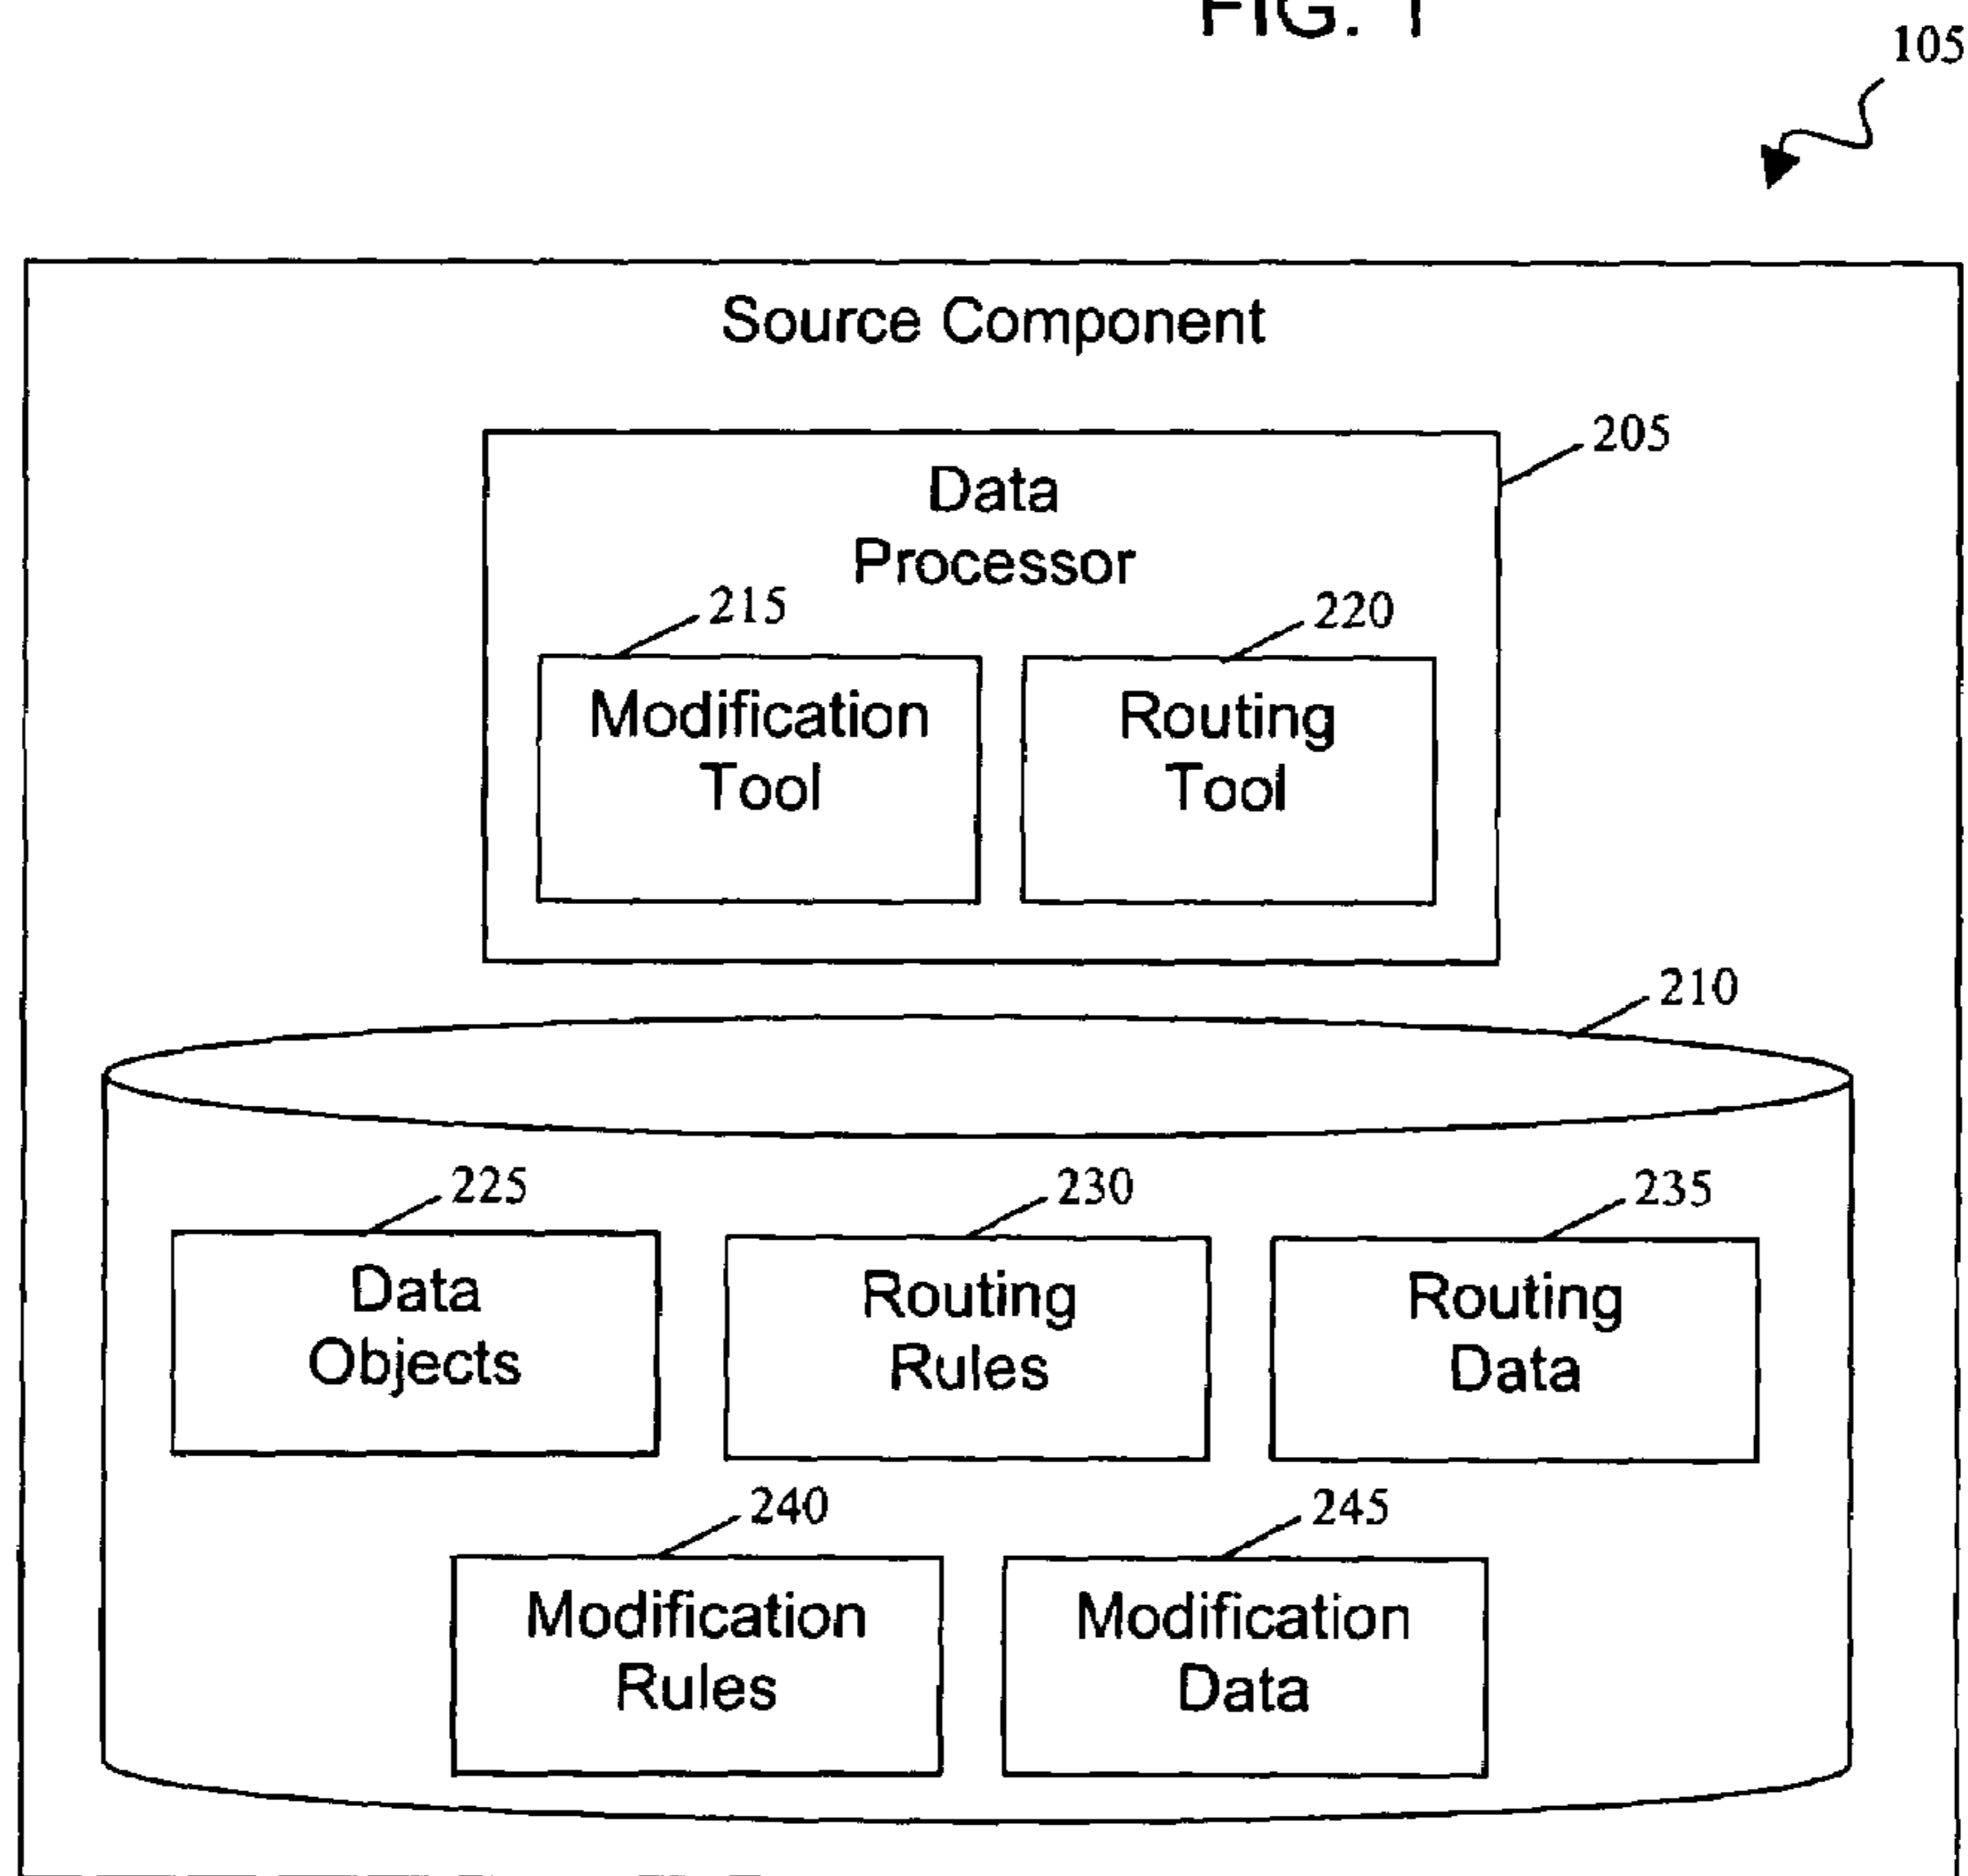 FIG. 1
105
Source Component
205
Data
Processor
215
220
Modification
Tool
Routing
Tool
210
225
230
235
Data
Objects
Routing
Rules
Routing
Data
240
245
Modification
Rules
Modification
Data